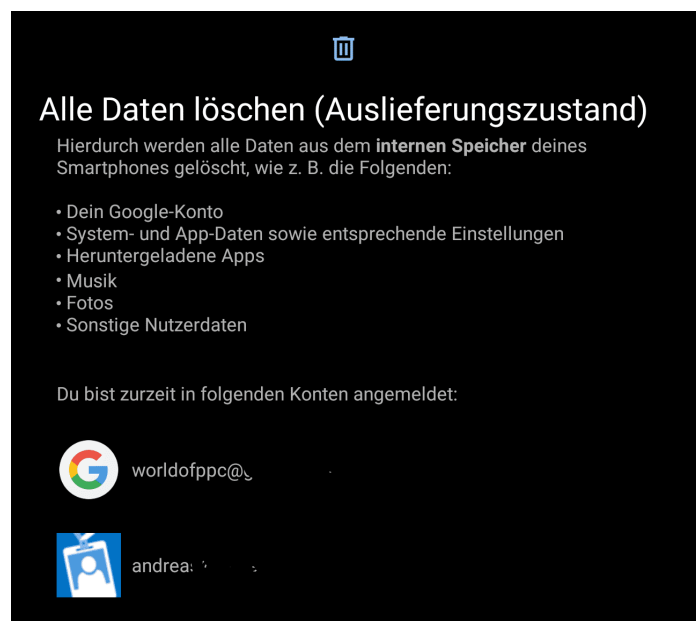 Alle Daten löschen (Auslieferungszustand)
Hierdurch werden alle Daten aus dem internen Speicher deines
Smartphones gelöscht, wie z. B. die Folgenden:
• Dein Google-Konto
• System- und App-Daten sowie entsprechende Einstellungen
• Heruntergeladene Apps
• Musik
• Fotos
• Sonstige Nutzerdaten
Du bist zurzeit in folgenden Konten angemeldet:
worldofppc@